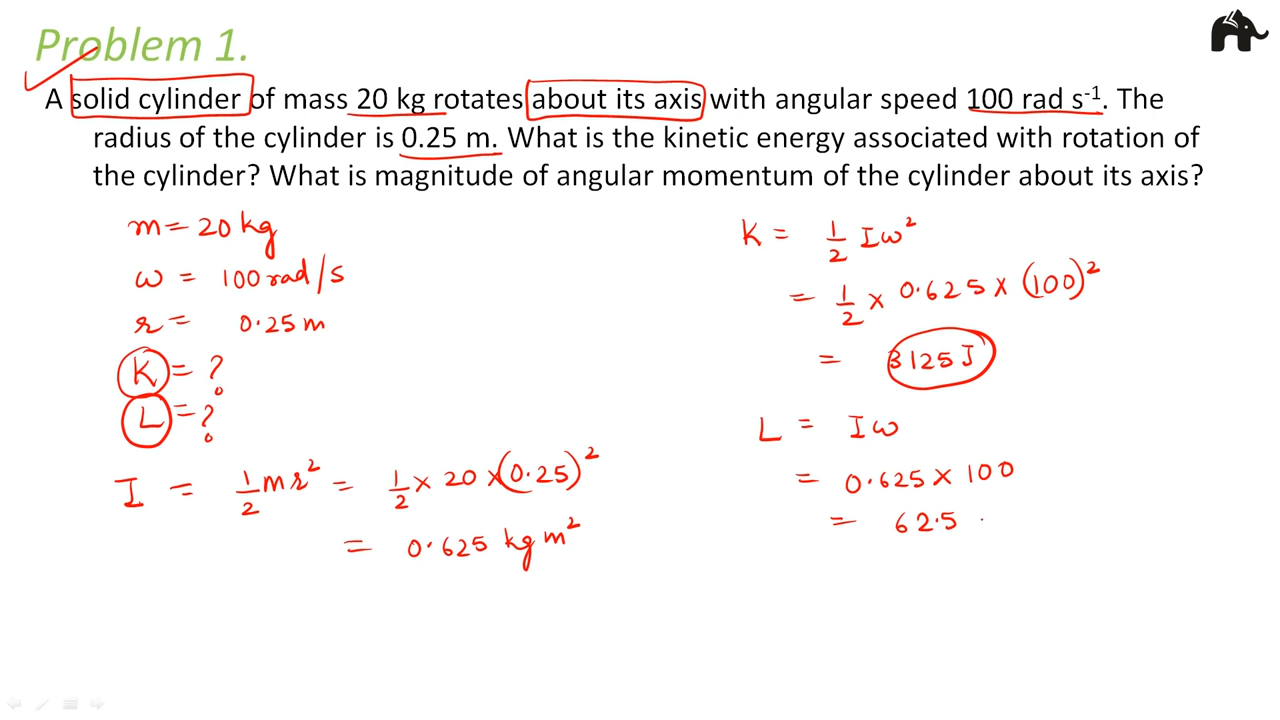 Problem 1.
A solid cylinder of mass 20 kg rotates about its axis with angular speed 100 rad s⁻¹. The
radius of the cylinder is 0.25 m. What is the kinetic energy associated with rotation of
the cylinder? What is magnitude of angular momentum of the cylinder about its axis?
m = 20 kg
ω = 100 rad/s
r = 0.25 m
K = ?
L = ?
I = 1/2 mr² = 1/2 × 20 × (0.25)²
= 0.625 kg m²
K = 1/2 Iω²
= 1/2 × 0.625 × (100)²
= 3125 J
L = Iω
= 0.625 × 100
= 62.5